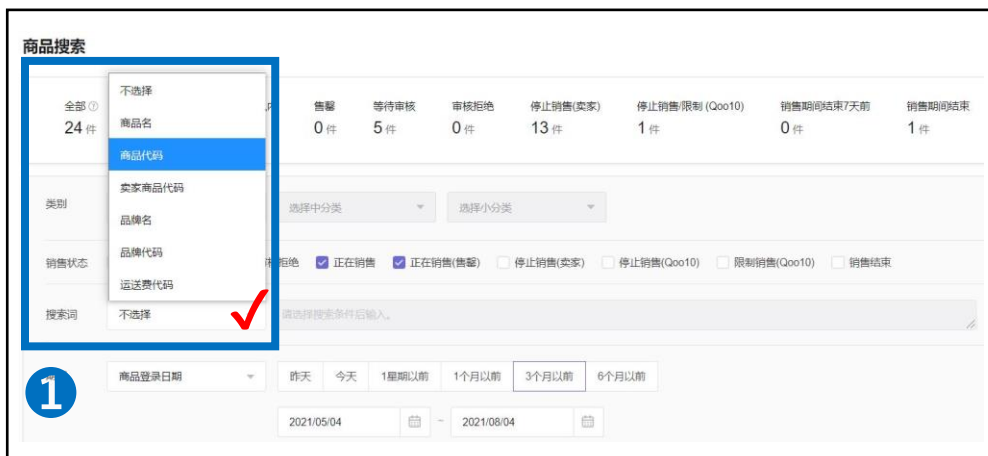 商品搜索
全部 ?
24 件
售罄
0 件
等待审核
5 件
审核拒绝
0 件
停止销售(卖家)
13 件
停止销售/限制 (Qoo10)
1 件
销售期间结束7天前
0 件
销售期间结束
1 件
不选择
商品名
商品代码
卖家商品代码
品牌名
品牌代码
运送费代码
类别
选择中分类
选择小分类
销售状态
拒绝 正在销售 正在销售(售罄) 停止销售(卖家) 停止销售(Qoo10) 限制销售(Qoo10) 销售结束
搜索词 不选择 请选择搜索条件后输入。
1
商品登录日期 昨天 今天 1星期以前 1个月以前 3个月以前 6个月以前
2021/05/04 - 2021/08/04